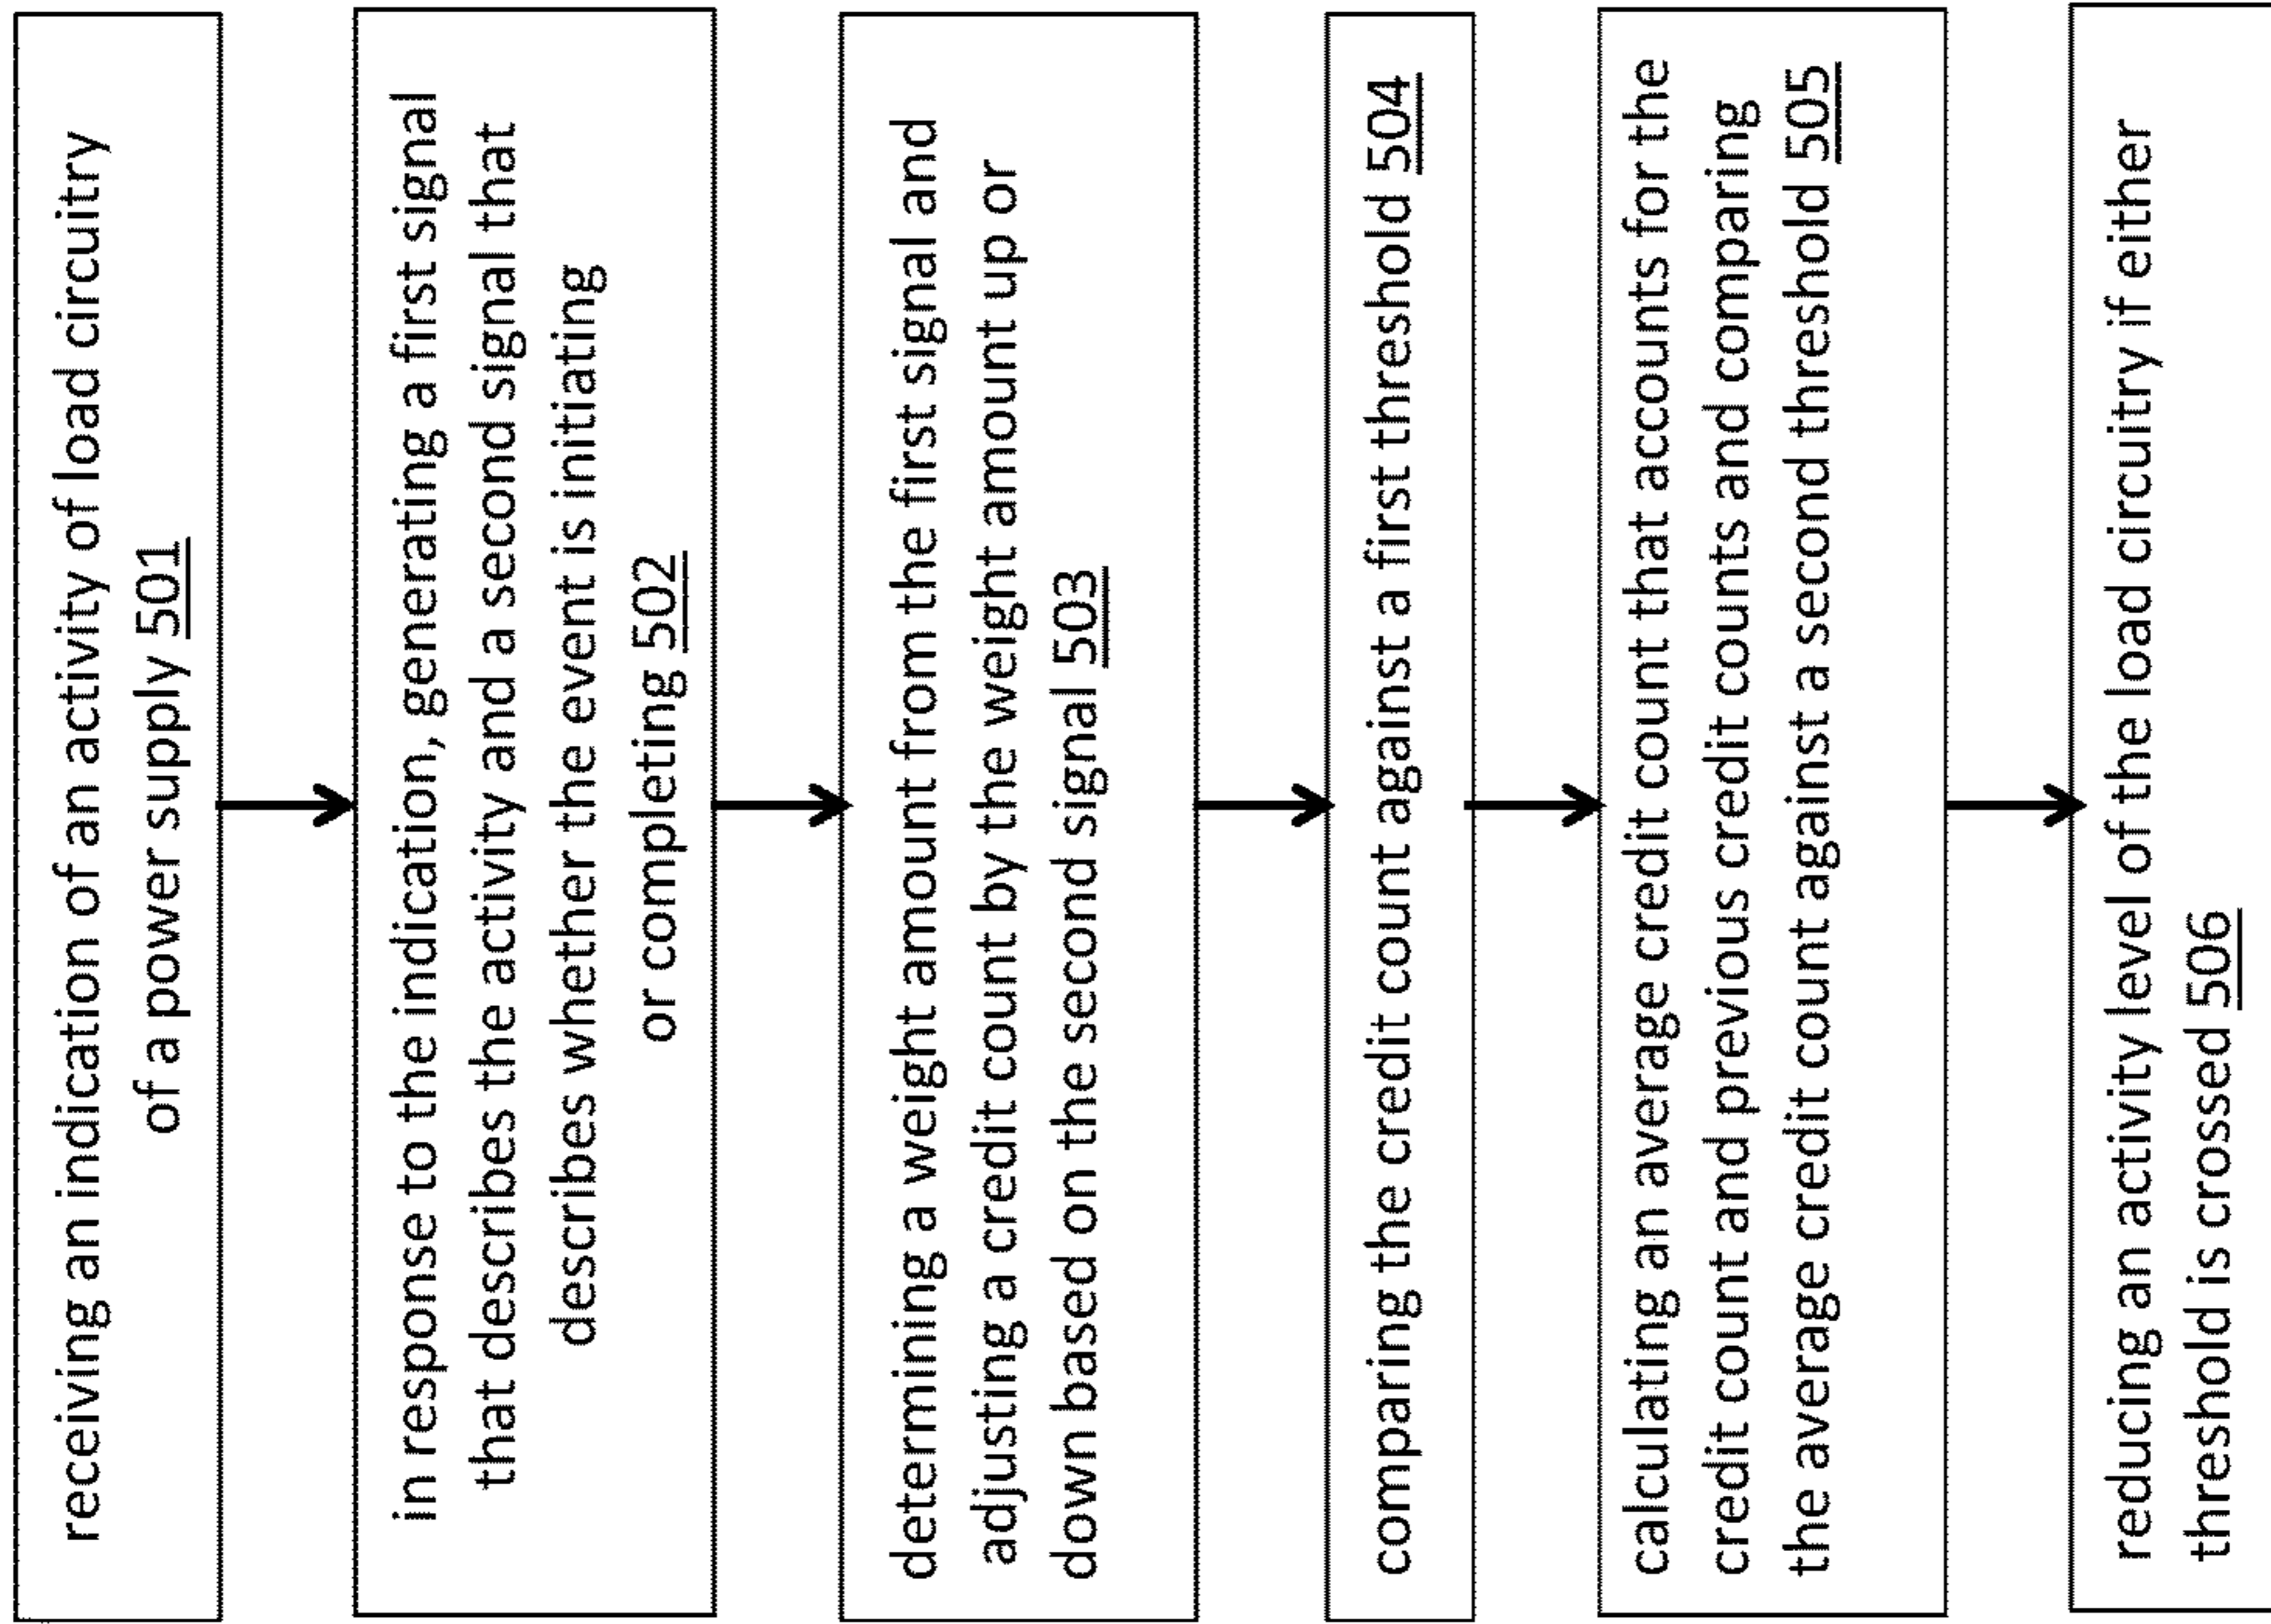 receiving an indication of an activity of load circuitry
of a power supply 501
in response to the indication, generating a first signal
that describes the activity and a second signal that
describes whether the event is initiating
or completing 502
determining a weight amount from the first signal and
adjusting a credit count by the weight amount up or
down based on the second signal 503
comparing the credit count against a first threshold 504
calculating an average credit count that accounts for the
credit count and previous credit counts and comparing
the average credit count against a second threshold 505
reducing an activity level of the load circuitry if either
threshold is crossed 506